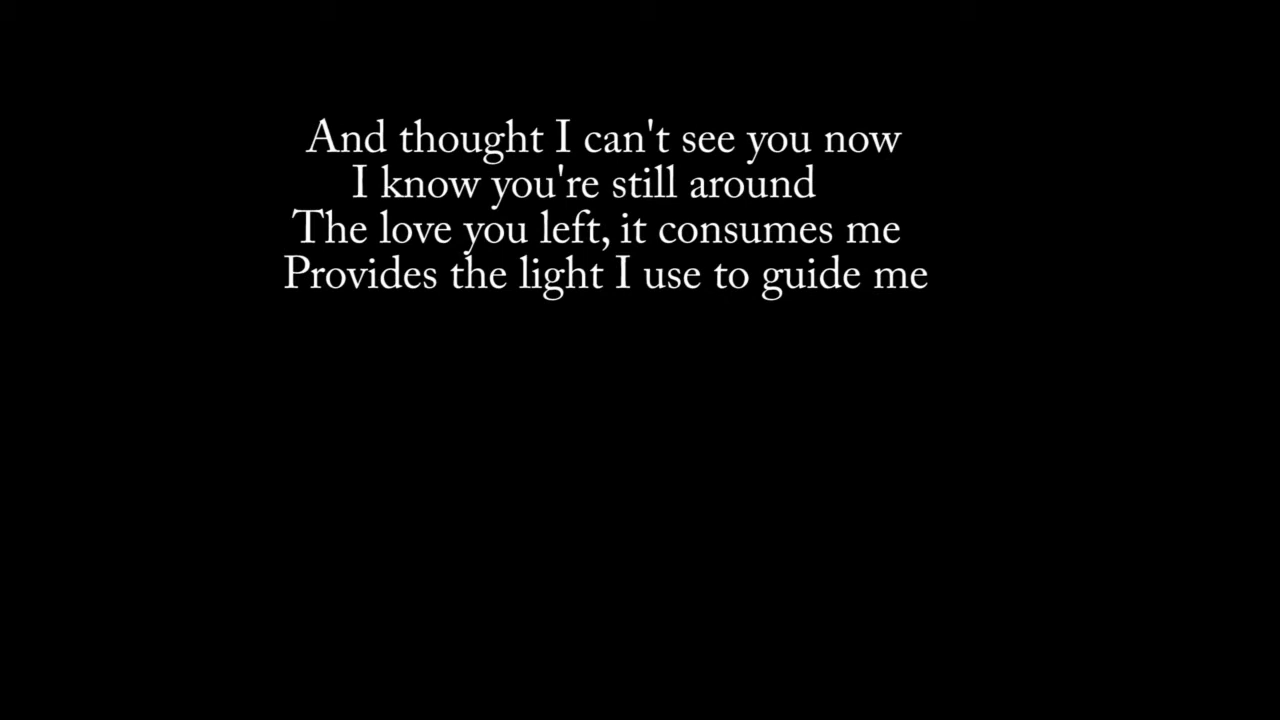 And thought I can't see you now
I know you're still around
The love you left, it consumes me
Provides the light I use to guide me